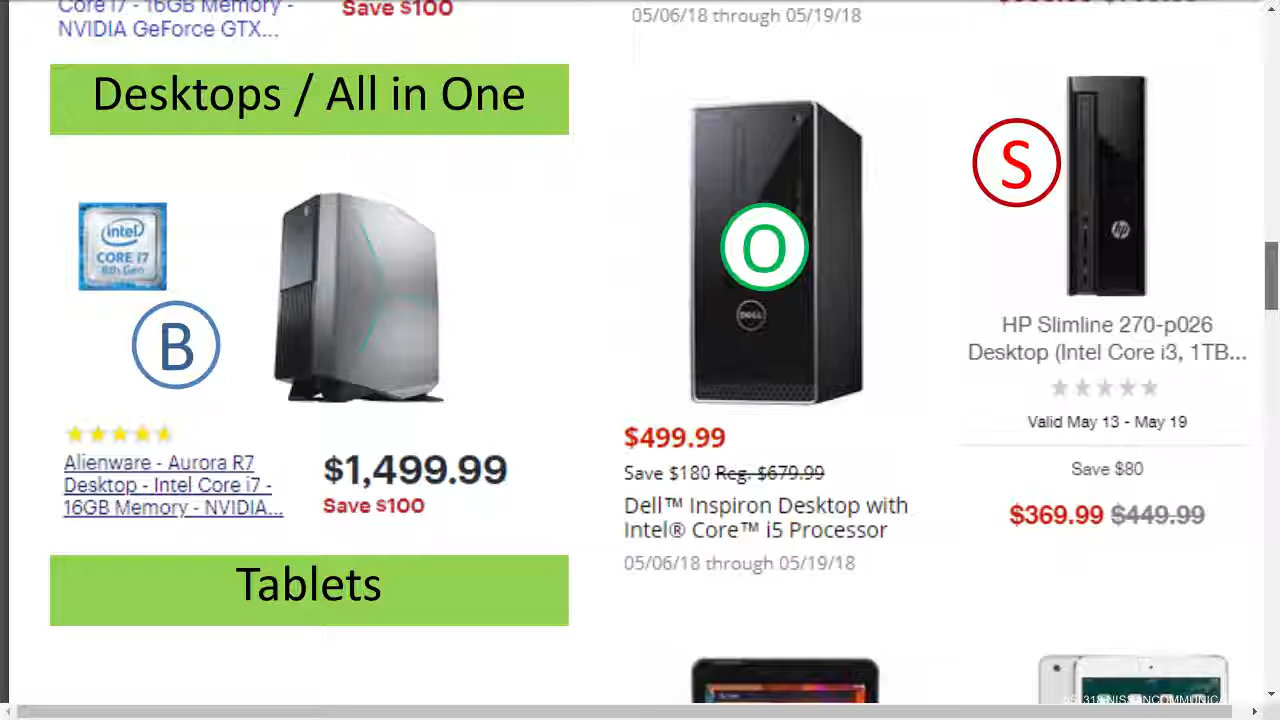 Core i7 - 16GB Memory -
NVIDIA GeForce GTX...
Save $100
05/06/18 through 05/19/18
Desktops / All in One
intel
CORE i7
8th Gen
B
Alienware - Aurora R7
Desktop - Intel Core i7 -
16GB Memory - NVIDIA...
$1,499.99
Save $100
O
DELL
$499.99
Save $180 Reg. $679.99
Dell™ Inspiron Desktop with
Intel® Core™ i5 Processor
05/06/18 through 05/19/18
S
hp
HP Slimline 270-p026
Desktop (Intel Core i3, 1TB...
Valid May 13 - May 19
Save $80
$369.99 $449.99
Tablets